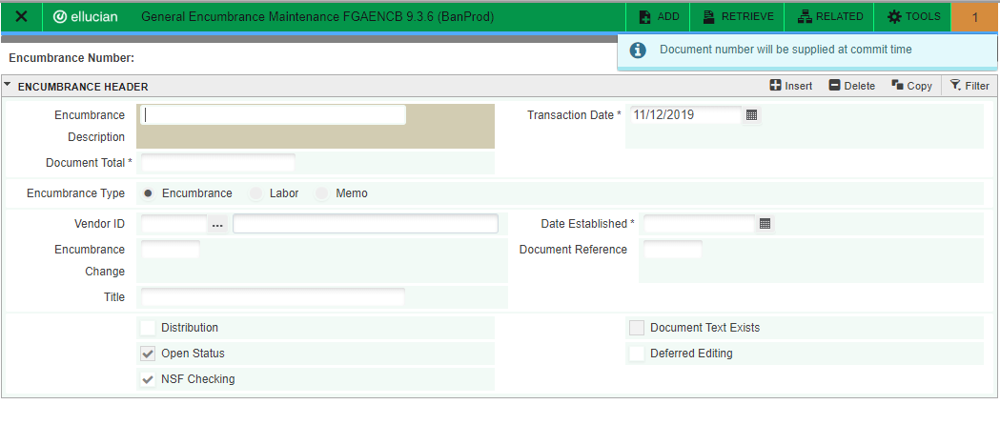 ellucian General Encumbrance Maintenance FGAENCB 9.3.6 (BanProd) ADD RETRIEVE RELATED TOOLS 1
Document number will be supplied at commit time
Encumbrance Number:
ENCUMBRANCE HEADER Insert Delete Copy Filter
Encumbrance Description
Transaction Date * 11/12/2019
Document Total *
Encumbrance Type Encumbrance Labor Memo
Vendor ID ... Date Established *
Encumbrance Change
Document Reference
Title
Distribution Document Text Exists
Open Status Deferred Editing
NSF Checking